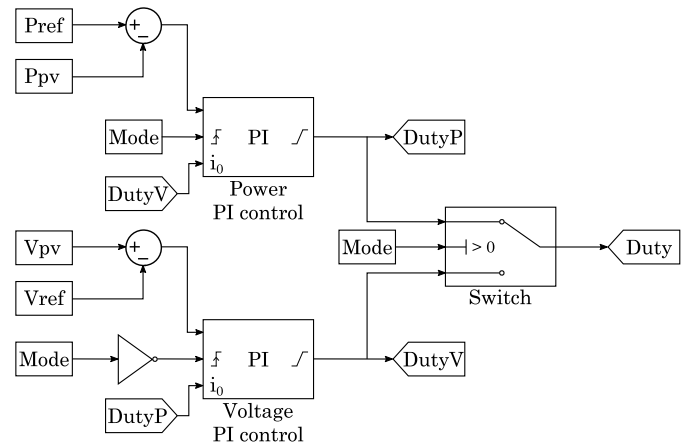 Pref
+
−
Ppv
Mode
PI
i₀
DutyV
Power
PI control
DutyP
Mode
> 0
Switch
Duty
Vpv
+
−
Vref
Mode
PI
i₀
DutyP
Voltage
PI control
DutyV